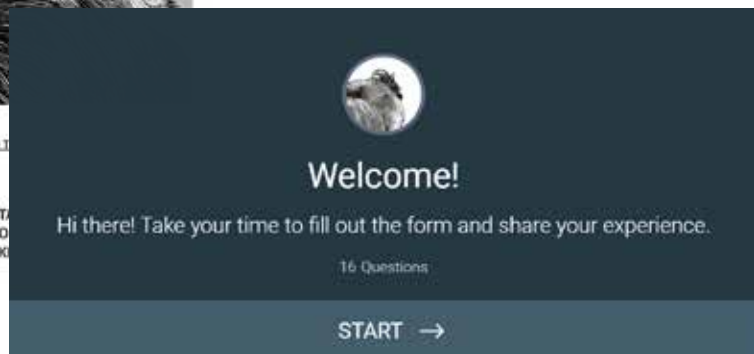 Welcome!
Hi there! Take your time to fill out the form and share your experience.
16 Questions
START →